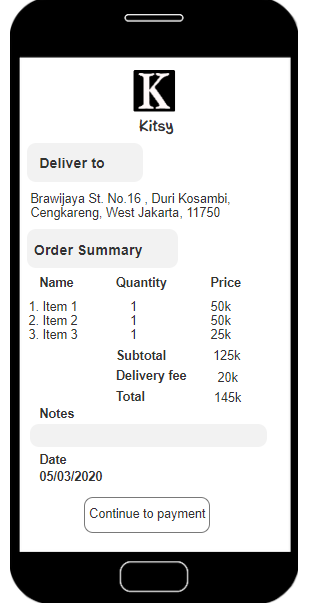 K
Kitsy
Deliver to
Brawijaya St. No.16 , Duri Kosambi,
Cengkareng, West Jakarta, 11750
Order Summary
Name Quantity Price
1. Item 1 1 50k
2. Item 2 1 50k
3. Item 3 1 25k
Subtotal 125k
Delivery fee 20k
Total 145k
Notes
Date
05/03/2020
Continue to payment